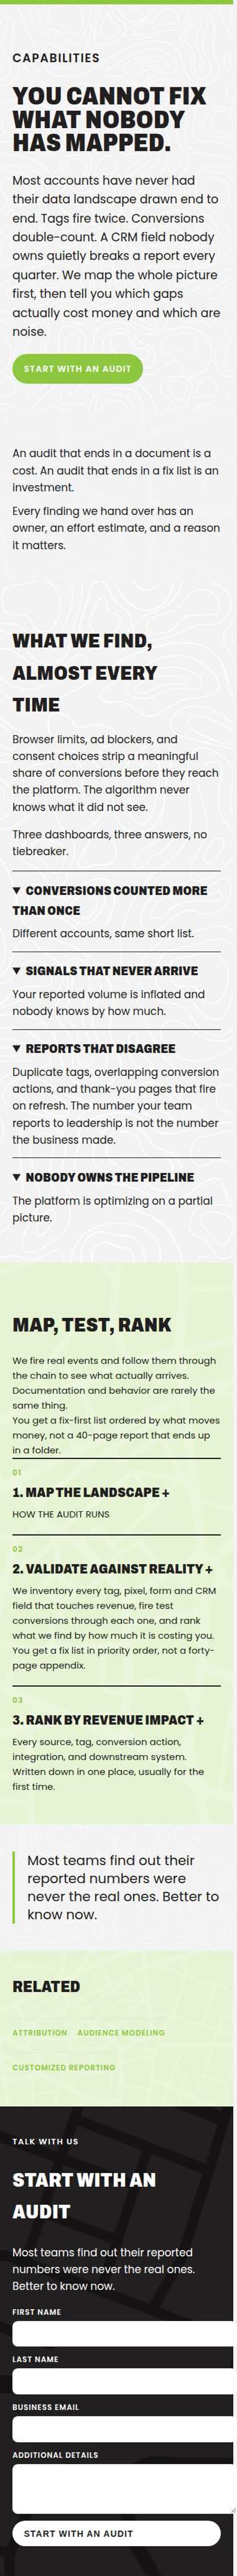 CAPABILITIES
YOU CANNOT FIX
WHAT NOBODY
HAS MAPPED.
Most accounts have never had
their data landscape drawn end to
end. Tags fire twice. Conversions
double-count. A CRM field nobody
owns quietly breaks a report every
quarter. We map the whole picture
first, then tell you which gaps
actually cost money and which are
noise.
START WITH AN AUDIT
An audit that ends in a document is a
cost. An audit that ends in a fix list is an
investment.
Every finding we hand over has an
owner, an effort estimate, and a reason
it matters.
WHAT WE FIND,
ALMOST EVERY
TIME
Browser limits, ad blockers, and
consent choices strip a meaningful
share of conversions before they reach
the platform. The algorithm never
knows what it did not see.
Three dashboards, three answers, no
tiebreaker.
▼ CONVERSIONS COUNTED MORE
THAN ONCE
Different accounts, same short list.
▼ SIGNALS THAT NEVER ARRIVE
Your reported volume is inflated and
nobody knows by how much.
▼ REPORTS THAT DISAGREE
Duplicate tags, overlapping conversion
actions, and thank-you pages that fire
on refresh. The number your team
reports to leadership is not the number
the business made.
▼ NOBODY OWNS THE PIPELINE
The platform is optimizing on a partial
picture.
MAP, TEST, RANK
We fire real events and follow them through
the chain to see what actually arrives.
Documentation and behavior are rarely the
same thing.
You get a fix-first list ordered by what moves
money, not a 40-page report that ends up
in a folder.
01
1. MAP THE LANDSCAPE +
HOW THE AUDIT RUNS
02
2. VALIDATE AGAINST REALITY +
We inventory every tag, pixel, form and CRM
field that touches revenue, fire test
conversions through each one, and rank
what we find by how much it is costing you.
You get a fix list in priority order, not a forty-
page appendix.
03
3. RANK BY REVENUE IMPACT +
Every source, tag, conversion action,
integration, and downstream system.
Written down in one place, usually for the
first time.
Most teams find out their
reported numbers were
never the real ones. Better to
know now.
RELATED
ATTRIBUTION AUDIENCE MODELING
CUSTOMIZED REPORTING
TALK WITH US
START WITH AN
AUDIT
Most teams find out their reported
numbers were never the real ones.
Better to know now.
FIRST NAME
LAST NAME
BUSINESS EMAIL
ADDITIONAL DETAILS
START WITH AN AUDIT